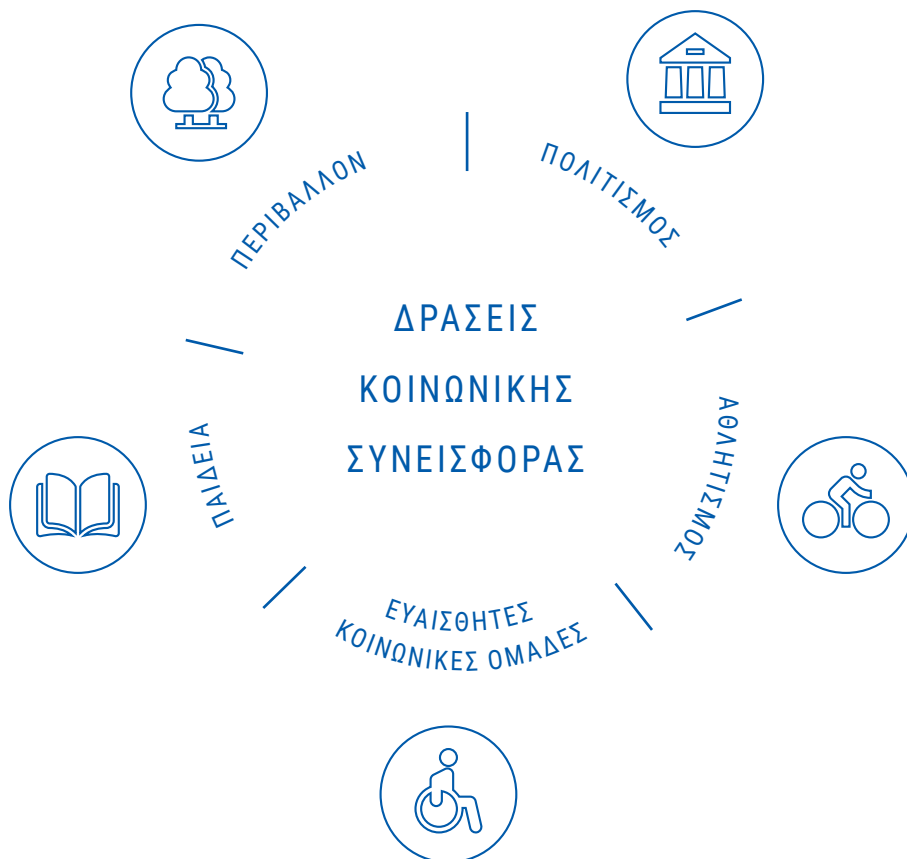 ΠΕΡΙΒΑΛΛΟΝ
ΠΟΛΙΤΙΣΜΟΣ
ΔΡΑΣΕΙΣ
ΚΟΙΝΩΝΙΚΗΣ
ΣΥΝΕΙΣΦΟΡΑΣ
ΠΑΙΔΕΙΑ
ΑΘΛΗΤΙΣΜΟΣ
ΕΥΑΙΣΘΗΤΕΣ
ΚΟΙΝΩΝΙΚΕΣ ΟΜΑΔΕΣ